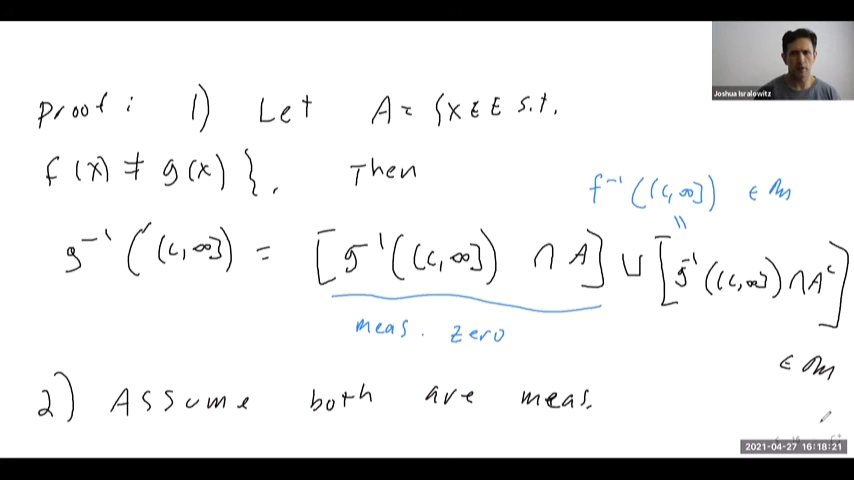 Joshua Isralowitz
Proof : 1) Let A = {x ∈ E s.t.
f(x) ≠ g(x) }. Then
f⁻¹((c,∞]) ∈ M
"
g⁻¹((c,∞]) = [g⁻¹((c,∞]) ∩ A] ∪ [g⁻¹((c,∞]) ∩ Aᶜ]
meas. zero
∈ M
2) Assume both are meas.
2021-04-27 16:18:21